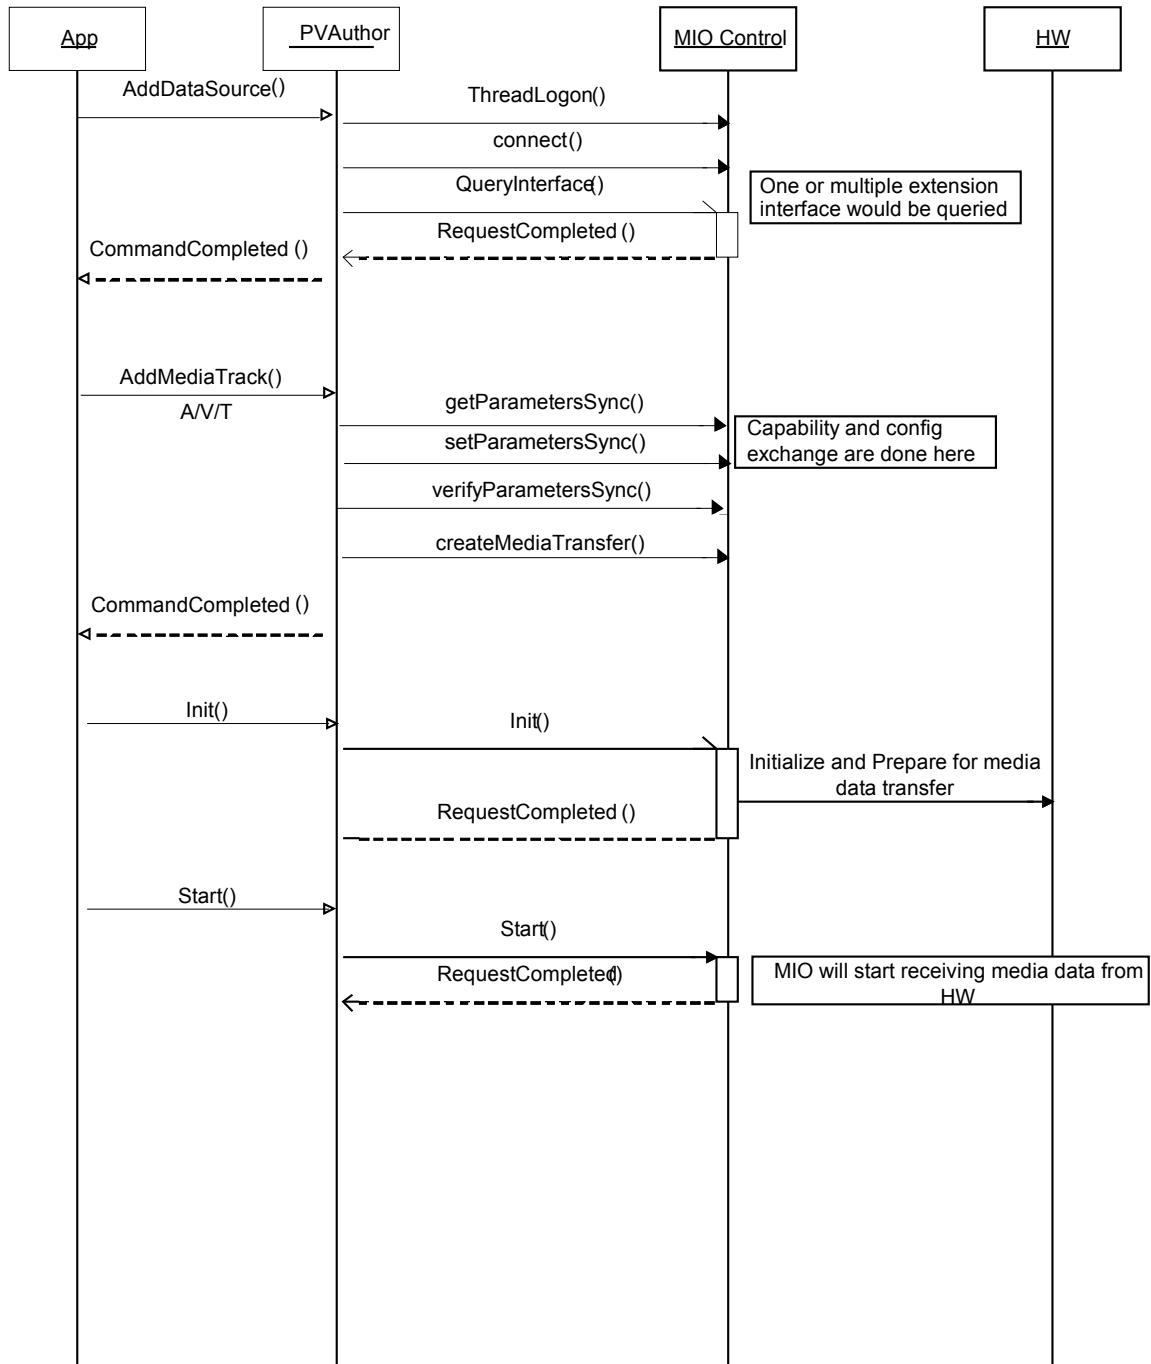 App
PVAuthor
MIO Control
HW
AddDataSource()
ThreadLogon()
connect()
QueryInterface()
One or multiple extension
interface would be queried
RequestCompleted ()
CommandCompleted ()
AddMediaTrack()
A/V/T
getParametersSync()
Capability and config
exchange are done here
setParametersSync()
verifyParametersSync()
createMediaTransfer()
CommandCompleted ()
Init()
Init()
Initialize and Prepare for media
data transfer
RequestCompleted ()
Start()
Start()
RequestCompleted()
MIO will start receiving media data from
HW